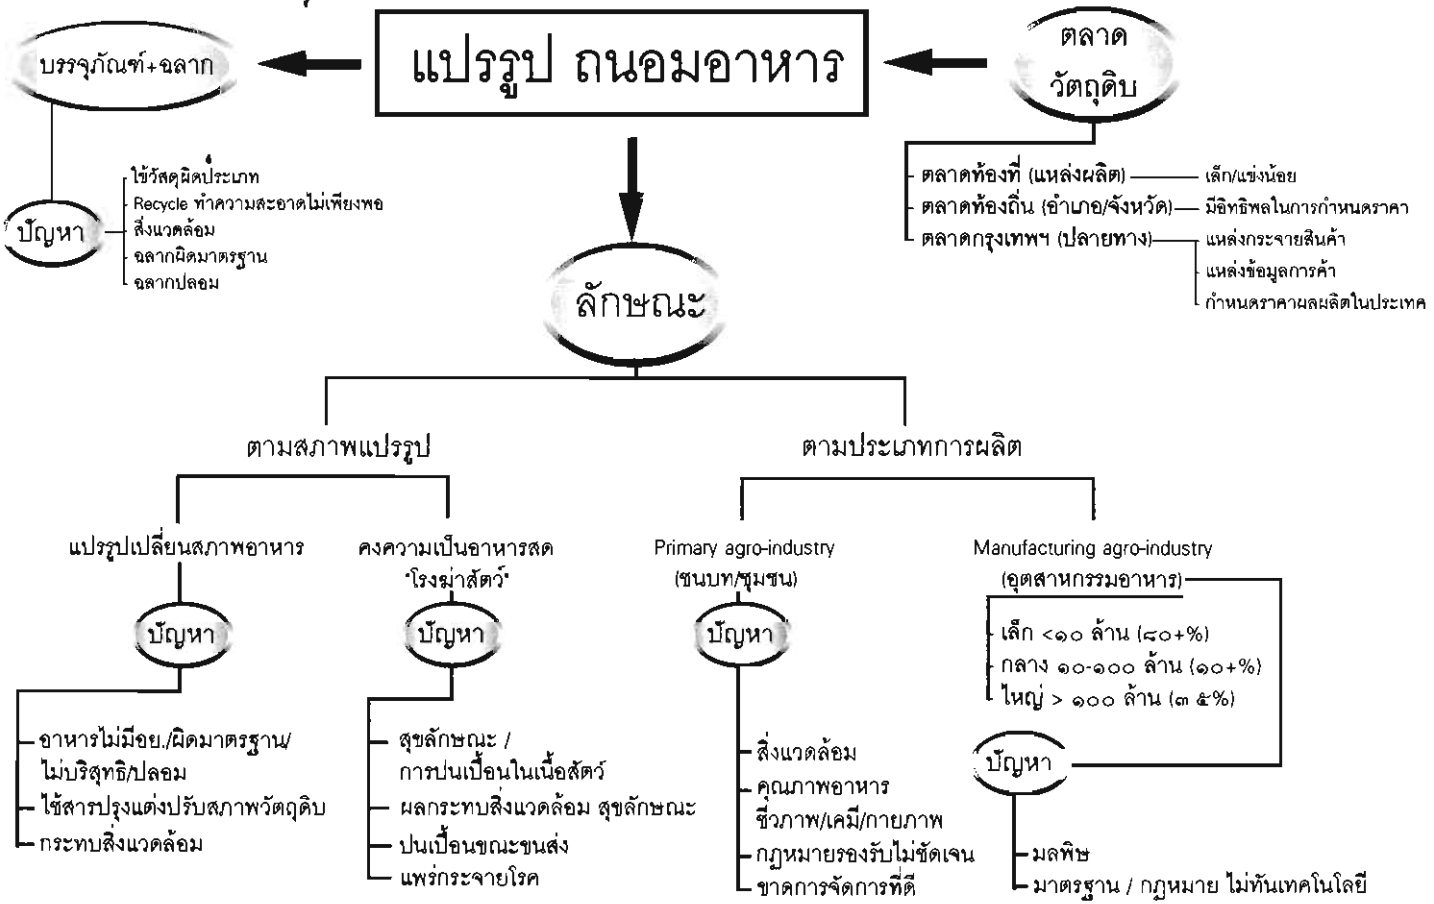 แปรรูป ถนอมอาหาร
บรรจุภัณฑ์+ฉลาก
ปัญหา
ใช้วัสดุผิดประเภท
Recycle ทำความสะอาดไม่เพียงพอ
สิ่งแวดล้อม
ฉลากผิดมาตรฐาน
ฉลากปลอม
ตลาด
วัตถุดิบ
ตลาดท้องที่ (แหล่งผลิต)
เล็ก/แข่งน้อย
ตลาดท้องถิ่น (อำเภอ/จังหวัด)
มีอิทธิพลในการกำหนดราคา
ตลาดกรุงเทพฯ (ปลายทาง)
แหล่งกระจายสินค้า
แหล่งข้อมูลการค้า
กำหนดราคาผลผลิตในประเทศ
ลักษณะ
ตามสภาพแปรรูป
แปรรูปเปลี่ยนสภาพอาหาร
ปัญหา
อาหารไม่มีอย./ผิดมาตรฐาน/
ไม่บริสุทธิ/ปลอม
ใช้สารปรุงแต่งปรับสภาพวัตถุดิบ
กระทบสิ่งแวดล้อม
คงความเป็นอาหารสด
"โรงฆ่าสัตว์"
ปัญหา
สุขลักษณะ /
การปนเปื้อนในเนื้อสัตว์
ผลกระทบสิ่งแวดล้อม สุขลักษณะ
ปนเปื้อนขณะขนส่ง
แพร่กระจายโรค
ตามประเภทการผลิต
Primary agro-industry
(ชนบท/ชุมชน)
ปัญหา
สิ่งแวดล้อม
คุณภาพอาหาร
ชีวภาพ/เคมี/กายภาพ
กฎหมายรองรับไม่ชัดเจน
ขาดการจัดการที่ดี
Manufacturing agro-industry
(อุตสาหกรรมอาหาร)
เล็ก <๑๐ ล้าน (๘๐+%)
กลาง ๑๐-๑๐๐ ล้าน (๑๐+%)
ใหญ่ > ๑๐๐ ล้าน (๓ ๕%)
ปัญหา
มลพิษ
มาตรฐาน / กฎหมาย ไม่ทันเทคโนโลยี